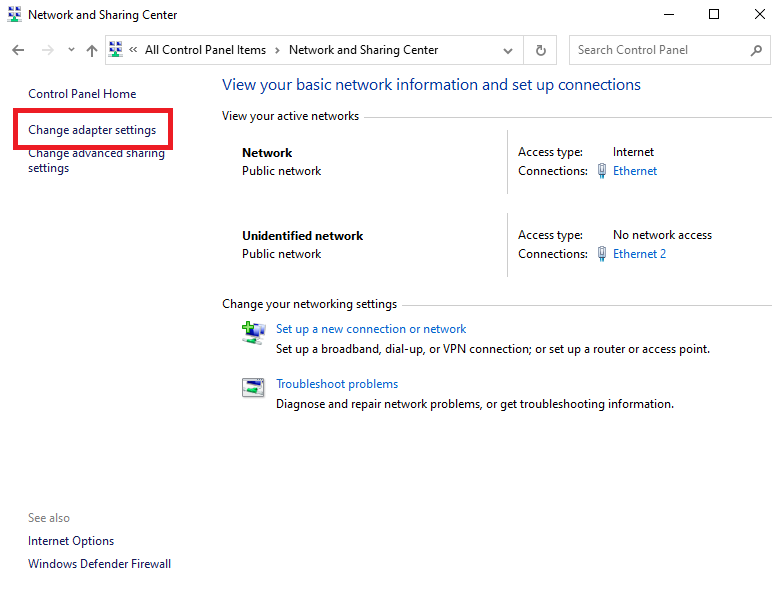 Network and Sharing Center
« All Control Panel Items > Network and Sharing Center
Search Control Panel
Control Panel Home
Change adapter settings
Change advanced sharing
settings
View your basic network information and set up connections
View your active networks
Network
Public network
Access type: Internet
Connections: Ethernet
Unidentified network
Public network
Access type: No network access
Connections: Ethernet 2
Change your networking settings
Set up a new connection or network
Set up a broadband, dial-up, or VPN connection; or set up a router or access point.
Troubleshoot problems
Diagnose and repair network problems, or get troubleshooting information.
See also
Internet Options
Windows Defender Firewall